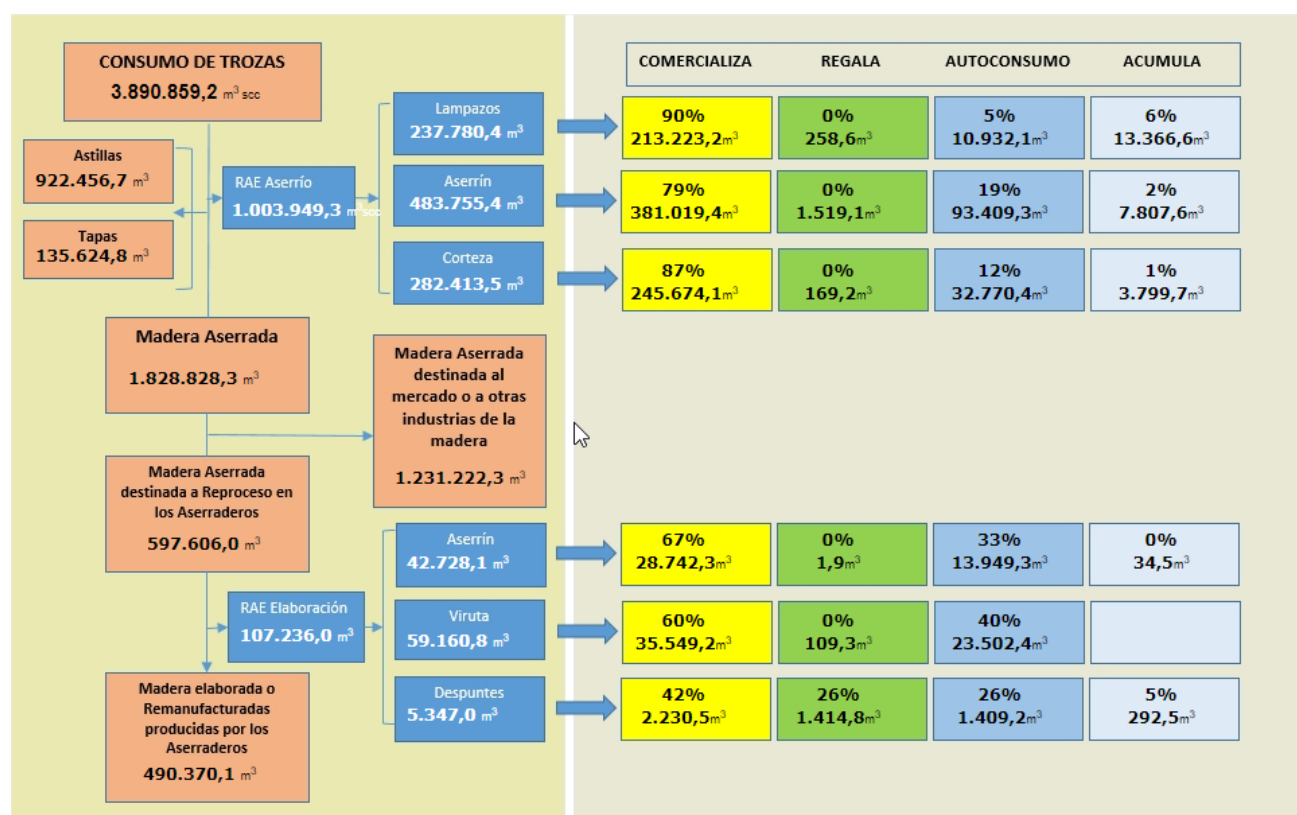 CONSUMO DE TROZAS
3.890.859,2 m³ scc
Astillas
922.456,7 m³
Tapas
135.624,8 m³
RAE Aserrío
1.003.949,3 m³scc
Lampazos
237.780,4 m³
Aserrín
483.755,4 m³
Corteza
282.413,5 m³
Madera Aserrada
1.828.828,3 m³
Madera Aserrada
destinada al
mercado o a otras
industrias de la
madera
1.231.222,3 m³
Madera Aserrada
destinada a Reproceso en
los Aserraderos
597.606,0 m³
RAE Elaboración
107.236,0 m³
Aserrín
42.728,1 m³
Viruta
59.160,8 m³
Despuntes
5.347,0 m³
Madera elaborada o
Remanufacturadas
producidas por los
Aserraderos
490.370,1 m³
COMERCIALIZA REGALA AUTOCONSUMO ACUMULA
90% 0% 5% 6%
213.223,2m³ 258,6m³ 10.932,1m³ 13.366,6m³
79% 0% 19% 2%
381.019,4m³ 1.519,1m³ 93.409,3m³ 7.807,6m³
87% 0% 12% 1%
245.674,1m³ 169,2m³ 32.770,4m³ 3.799,7m³
67% 0% 33% 0%
28.742,3m³ 1,9m³ 13.949,3m³ 34,5m³
60% 0% 40%
35.549,2m³ 109,3m³ 23.502,4m³
42% 26% 26% 5%
2.230,5m³ 1.414,8m³ 1.409,2m³ 292,5m³